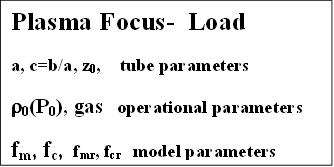 Plasma Focus- Load
a, c=b/a, z₀, tube parameters
ρ₀(P₀), gas operational parameters
fₘ, f꜀, fₘᵣ, f꜀ᵣ model parameters